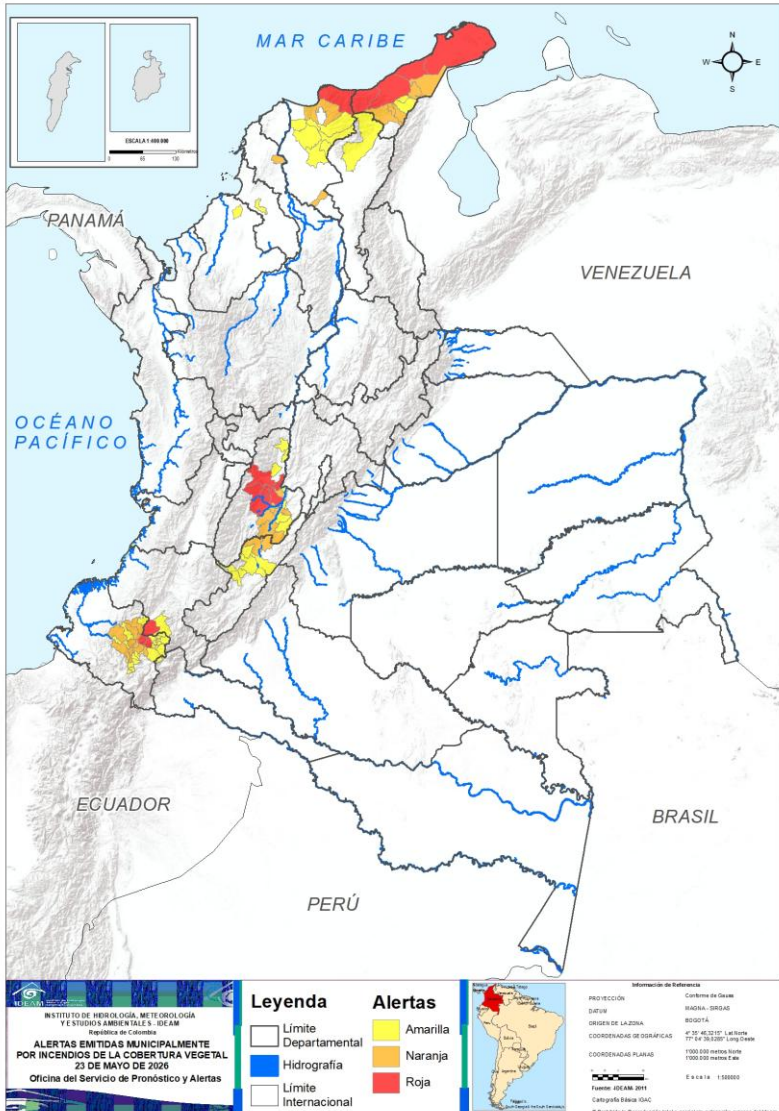 MAR CARIBE
N
W
E
S
ESCALA 1:400.000
PANAMÁ
VENEZUELA
OCÉANO
PACÍFICO
ECUADOR
BRASIL
PERÚ
IDEAM
INSTITUTO DE HIDROLOGÍA, METEOROLOGÍA
Y ESTUDIOS AMBIENTALES - IDEAM
República de Colombia
ALERTAS EMITIDAS MUNICIPALMENTE
POR INCENDIOS DE LA COBERTURA VEGETAL
23 DE MAYO DE 2026
Oficina del Servicio de Pronóstico y Alertas
Leyenda
Límite
Departamental
Hidrografía
Límite
Internacional
Alertas
Amarilla
Naranja
Roja
Información de Referencia
PROYECCIÓN Conforme de Gauss
DATUM MAGNA - SIRGAS
ORIGEN DE LA ZONA BOGOTÁ
COORDENADAS GEOGRÁFICAS
COORDENADAS PLANAS 1'000.000 metros Norte
1'000.000 metros Este
Fuente: IDEAM- 2011
Cartografía Básica IGAC